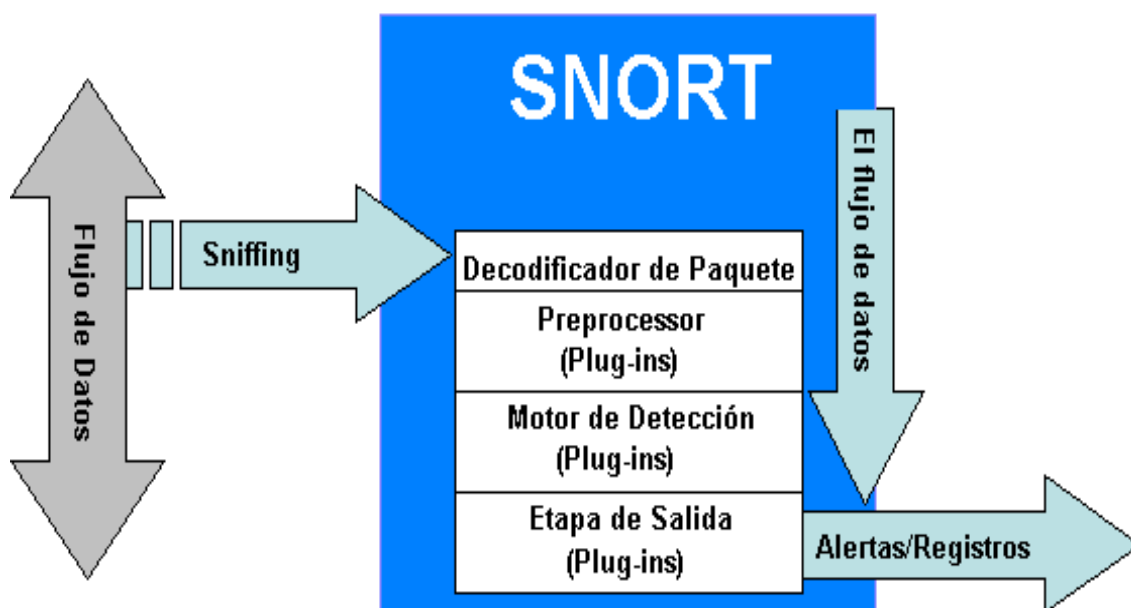 SNORT
Flujo de Datos
Sniffing
El flujo de datos
Decodificador de Paquete
Preprocessor
(Plug-ins)
Motor de Detección
(Plug-ins)
Etapa de Salida
(Plug-ins)
Alertas/Registros